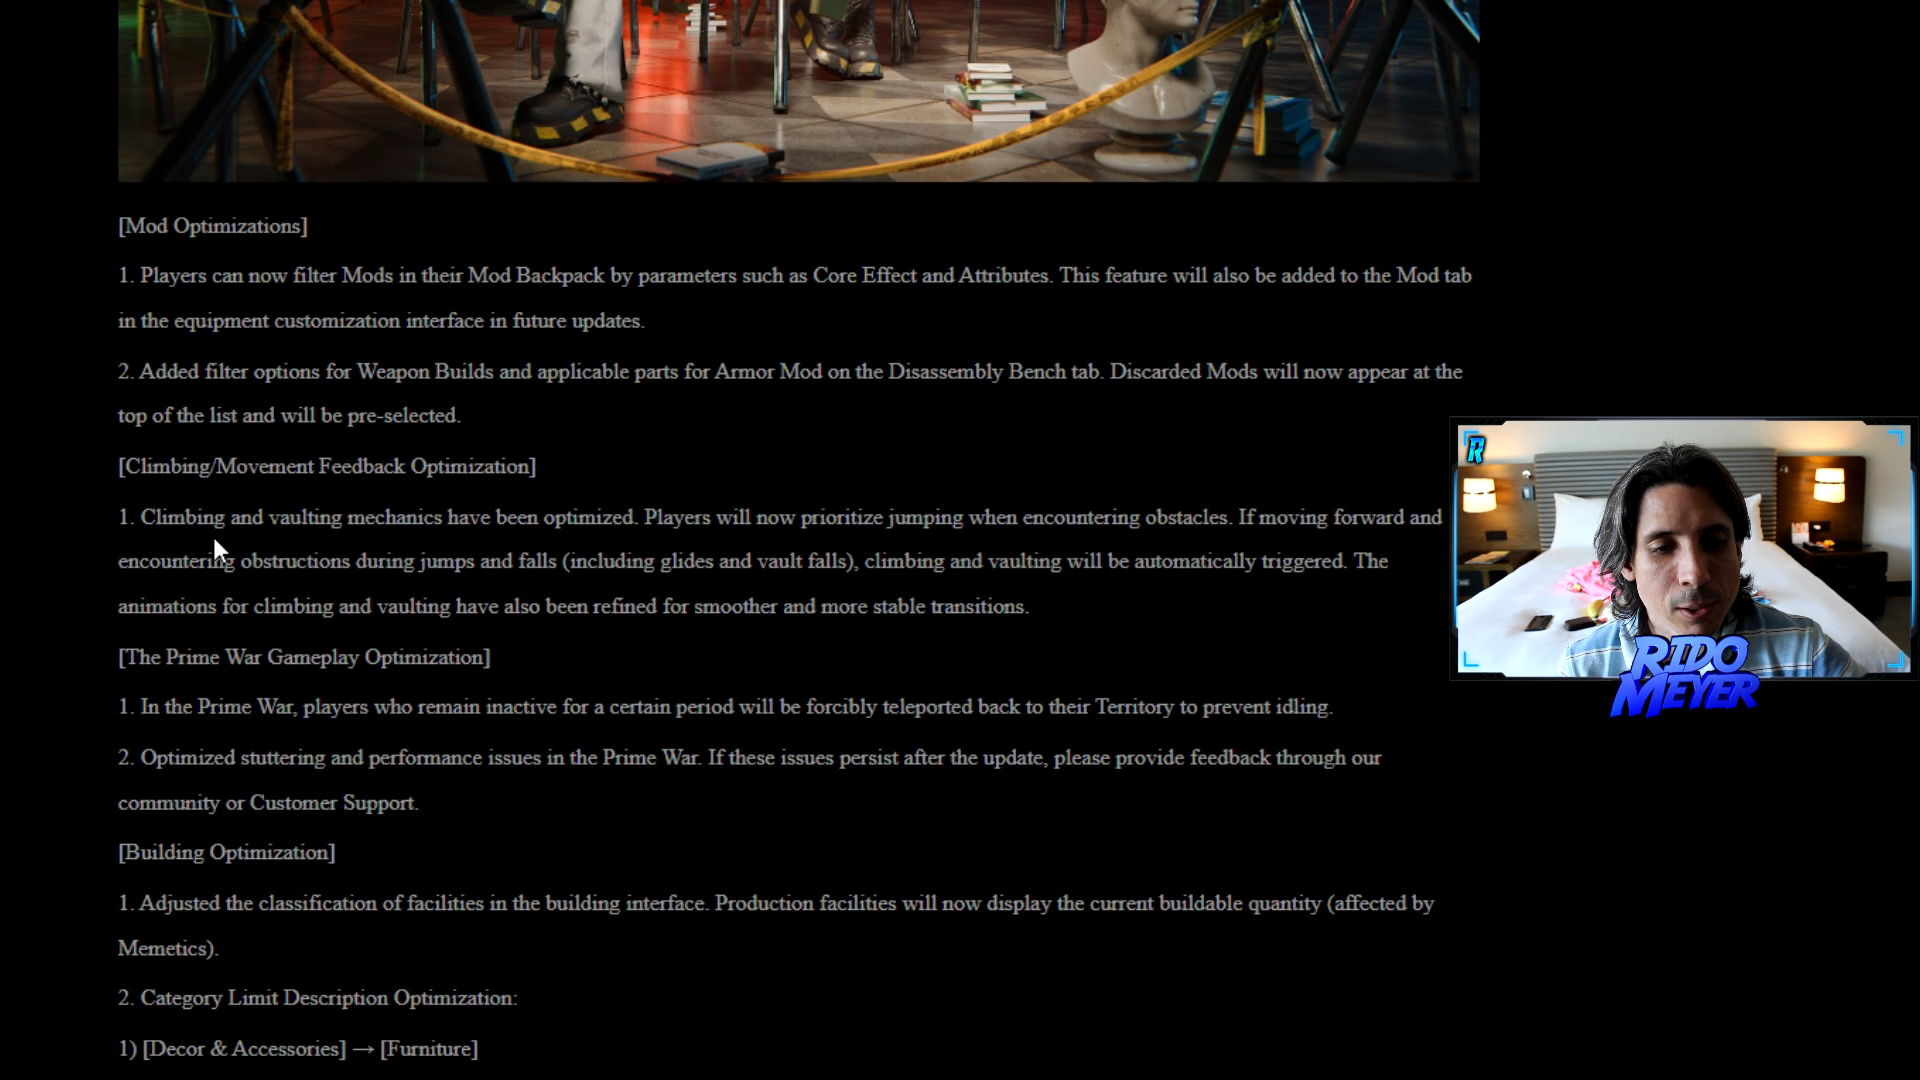 [Mod Optimizations]
1. Players can now filter Mods in their Mod Backpack by parameters such as Core Effect and Attributes. This feature will also be added to the Mod tab
in the equipment customization interface in future updates.
2. Added filter options for Weapon Builds and applicable parts for Armor Mod on the Disassembly Bench tab. Discarded Mods will now appear at the
top of the list and will be pre-selected.
[Climbing/Movement Feedback Optimization]
1. Climbing and vaulting mechanics have been optimized. Players will now prioritize jumping when encountering obstacles. If moving forward and
encountering obstructions during jumps and falls (including glides and vault falls), climbing and vaulting will be automatically triggered. The
animations for climbing and vaulting have also been refined for smoother and more stable transitions.
[The Prime War Gameplay Optimization]
1. In the Prime War, players who remain inactive for a certain period will be forcibly teleported back to their Territory to prevent idling.
2. Optimized stuttering and performance issues in the Prime War. If these issues persist after the update, please provide feedback through our
community or Customer Support.
[Building Optimization]
1. Adjusted the classification of facilities in the building interface. Production facilities will now display the current buildable quantity (affected by
Memetics).
2. Category Limit Description Optimization:
1) [Decor & Accessories] → [Furniture]
R
RIDO
MEYER